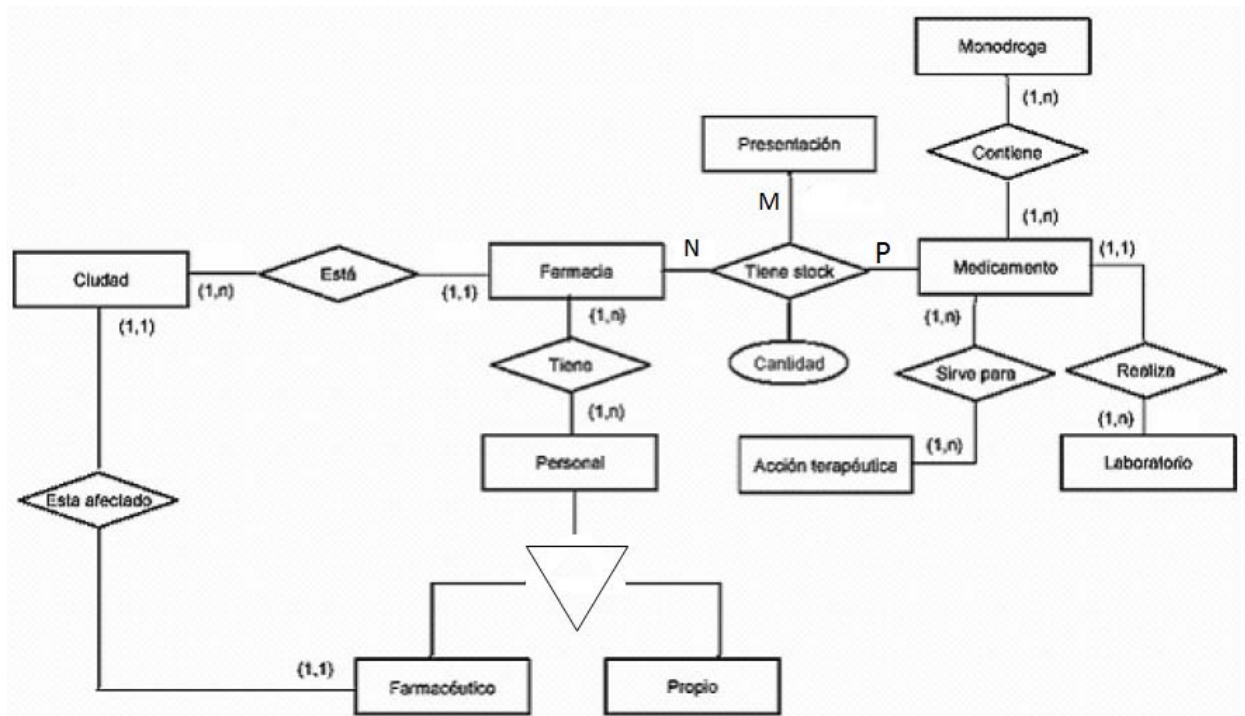 Monodroga
(1,n)
Presentación
Contiene
M
(1,n)
Ciudad
(1,n)
Está
(1,1)
Farmacia
N
Tiene stock
P
Medicamento
(1,1)
(1,1)
(1,n)
(1,n)
Tiene
Cantidad
Sirve para
Realiza
(1,n)
(1,n)
(1,n)
Personal
Acción terapéutica
Laboratorio
Esta afectado
(1,1)
Farmacéutico
Propio